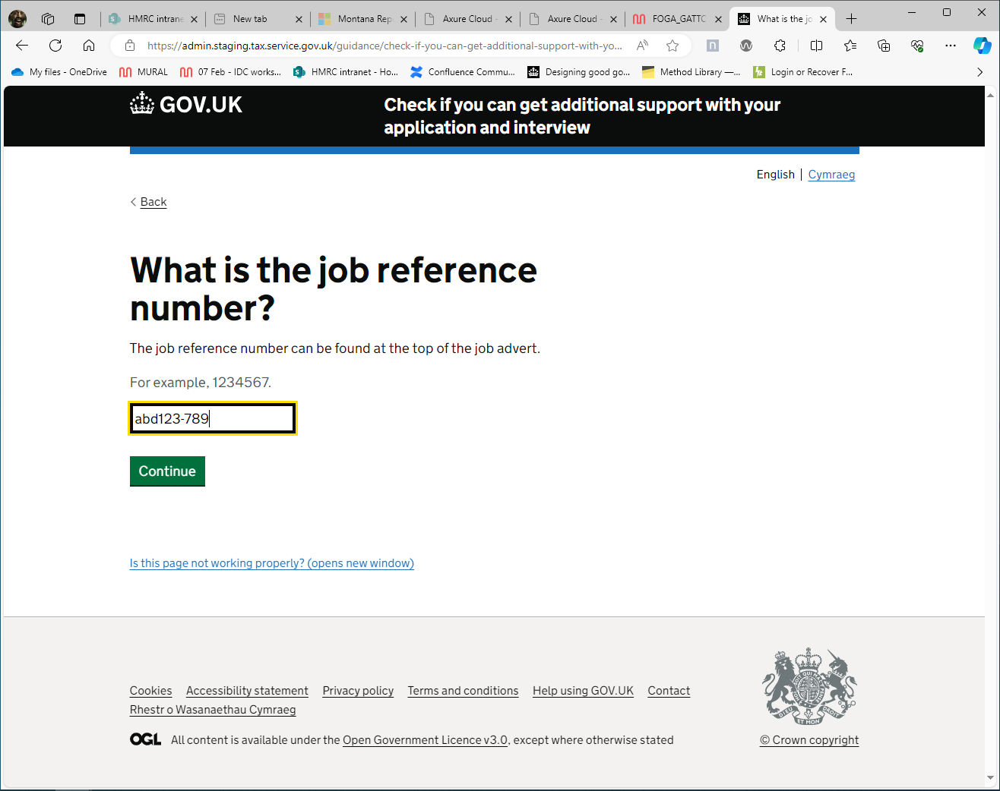 HMRC intrane
New tab
Montana Rep
Axure Cloud -
Axure Cloud -
FOGA_GATTC
What is the jo
https://admin.staging.tax.service.gov.uk/guidance/check-if-you-can-get-additional-support-with-yo...
My files - OneDrive
MURAL
07 Feb - IDC works...
HMRC intranet - Ho...
Confluence Commu...
Designing good go...
Method Library —...
Login or Recover F...
GOV.UK
Check if you can get additional support with your
application and interview
English
Cymraeg
Back
What is the job reference
number?
The job reference number can be found at the top of the job advert.
For example, 1234567.
abd123-789
Continue
Is this page not working properly? (opens new window)
Cookies Accessibility statement Privacy policy Terms and conditions Help using GOV.UK Contact
Rhestr o Wasanaethau Cymraeg
OGL All content is available under the Open Government Licence v3.0, except where otherwise stated
DIEU ET MON DROIT
© Crown copyright